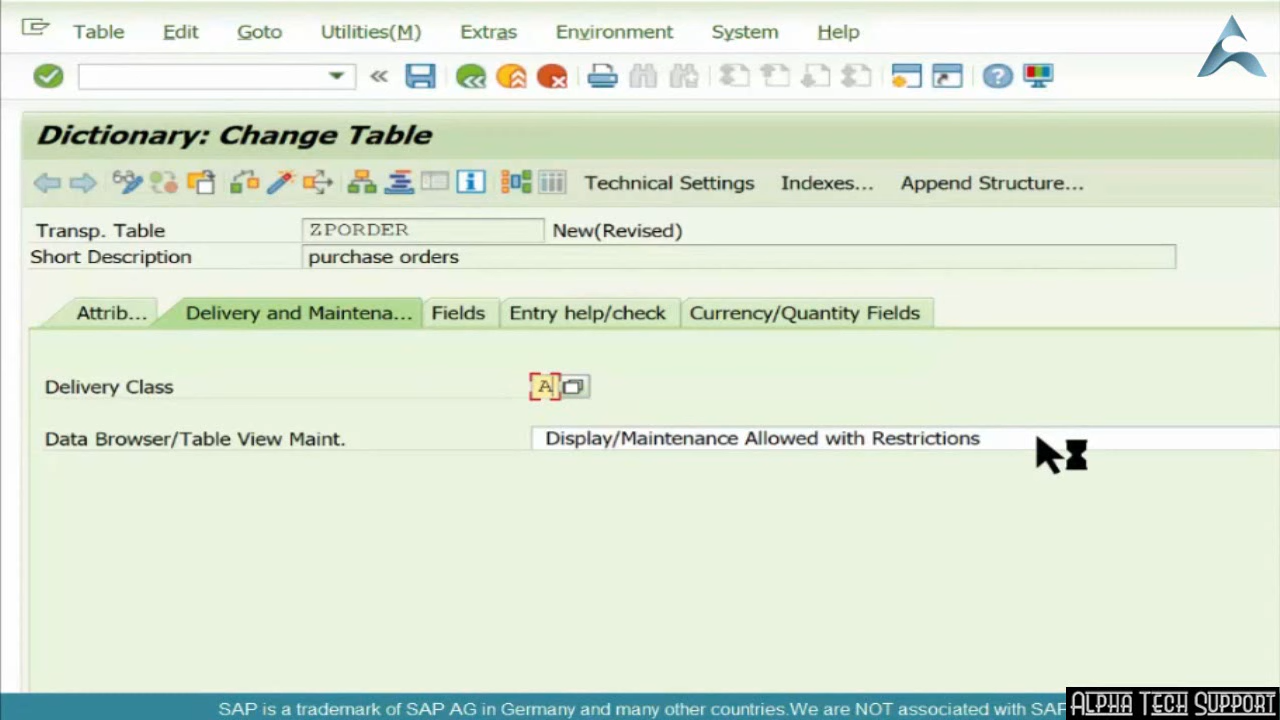 Table Edit Goto Utilities(M) Extras Environment System Help
Dictionary: Change Table
Technical Settings Indexes... Append Structure...
Transp. Table ZPORDER New(Revised)
Short Description purchase orders
Attrib... Delivery and Maintena... Fields Entry help/check Currency/Quantity Fields
Delivery Class A
Data Browser/Table View Maint. Display/Maintenance Allowed with Restrictions
SAP is a trademark of SAP AG in Germany and many other countries.We are NOT associated with SAP
Alpha Tech Support